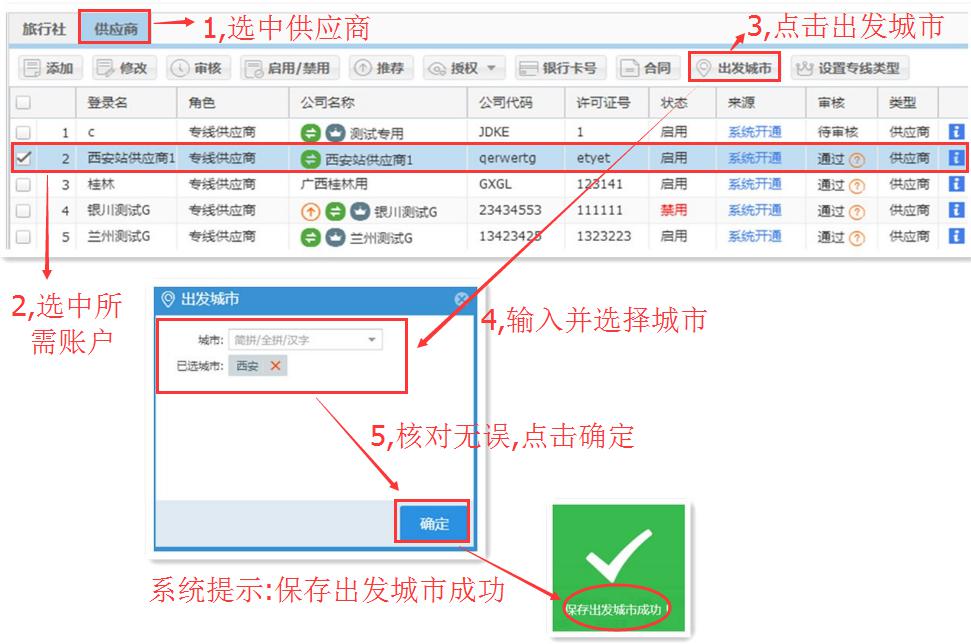 旅行社 供应商 1,选中供应商 3,点击出发城市
添加 修改 审核 启用/禁用 推荐 授权 银行卡号 合同 出发城市 设置专线类型
登录名 角色 公司名称 公司代码 许可证号 状态 来源 审核 类型
1 c 专线供应商 测试专用 JDKE 1 启用 系统开通 待审核 供应商
2 西安站供应商1 专线供应商 西安站供应商1 qerwertg etyet 启用 系统开通 通过 供应商
3 桂林 专线供应商 广西桂林用 GXGL 123141 启用 系统开通 通过 供应商
4 银川测试G 专线供应商 银川测试G 23434553 111111 禁用 系统开通 通过 供应商
5 兰州测试G 专线供应商 兰州测试G 13423425 1323223 启用 系统开通 通过 供应商
2,选中所
需账户
出发城市
4,输入并选择城市
城市: 简拼/全拼/汉字
已选城市: 西安
5,核对无误,点击确定
确定
系统提示:保存出发城市成功
保存出发城市成功!